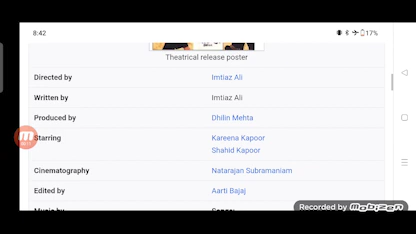 8:42
17%
Theatrical release poster
Directed by Imtiaz Ali
Written by Imtiaz Ali
Produced by Dhilin Mehta
Starring Kareena Kapoor
Shahid Kapoor
Cinematography Natarajan Subramaniam
Edited by Aarti Bajaj
Recorded by Mobizen